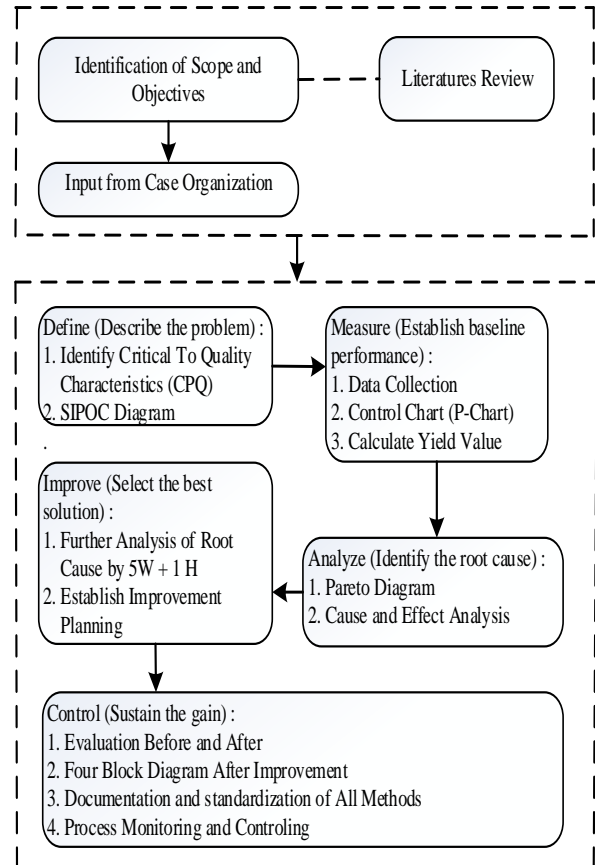 Identification of Scope and
Objectives
Literatures Review
Input from Case Organization
Define (Describe the problem) :
1. Identify Critical To Quality
Characteristics (CPQ)
2. SIPOC Diagram
.
Measure (Establish baseline
performance) :
1. Data Collection
2. Control Chart (P-Chart)
3. Calculate Yield Value
Analyze (Identify the root cause) :
1. Pareto Diagram
2. Cause and Effect Analysis
Improve (Select the best
solution) :
1. Further Analysis of Root
Cause by 5W + 1 H
2. Establish Improvement
Planning
Control (Sustain the gain) :
1. Evaluation Before and After
2. Four Block Diagram After Improvement
3. Documentation and standardization of All Methods
4. Process Monitoring and Controling